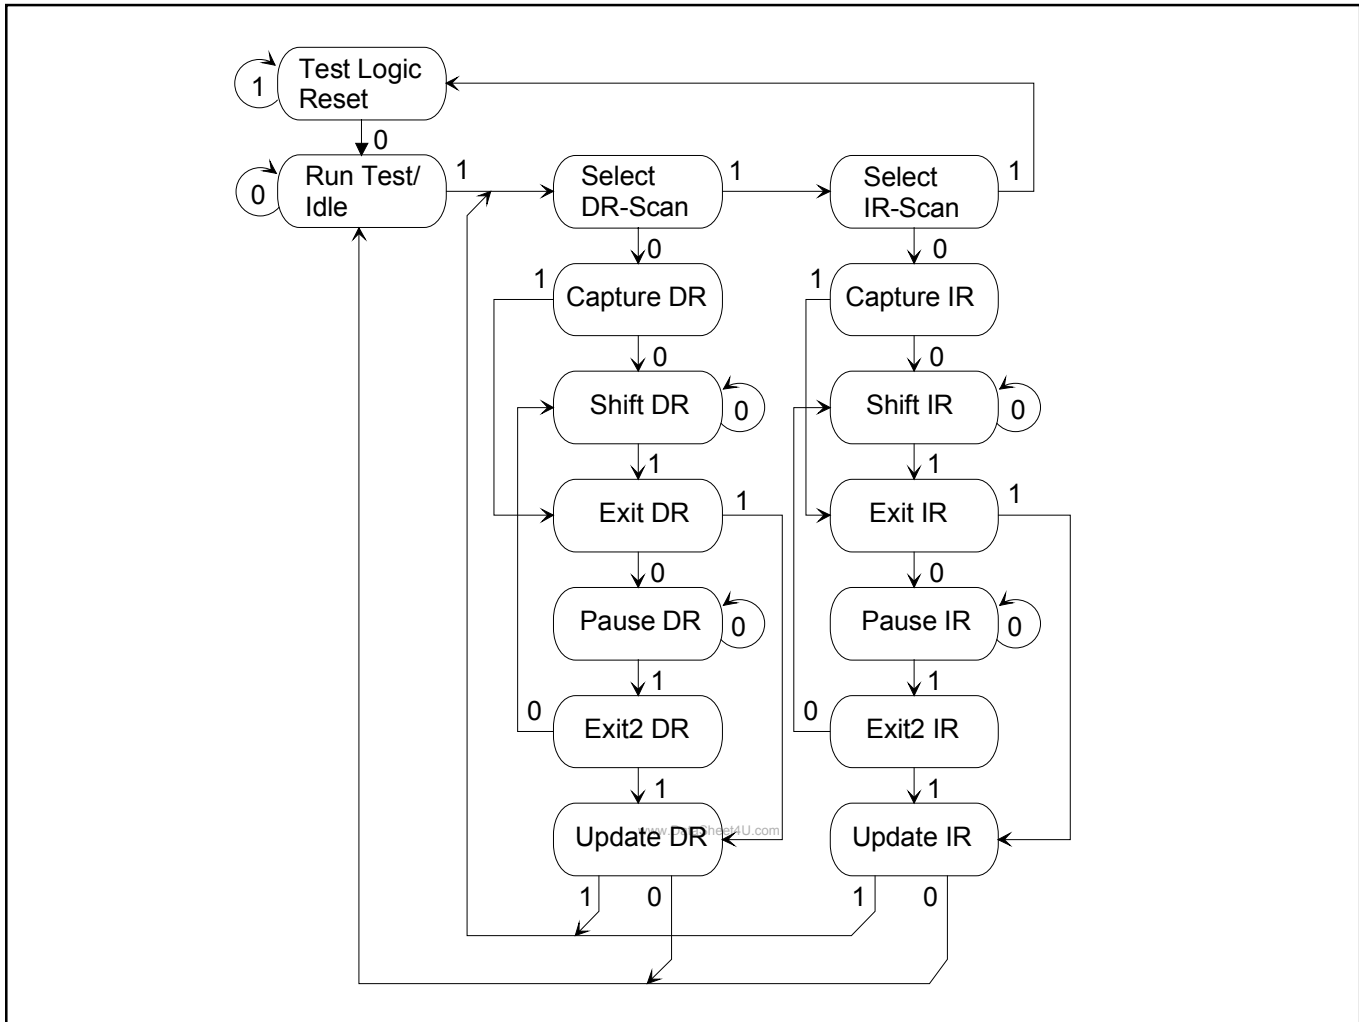 Test Logic
Reset
1
0
Run Test/
Idle
0
1
Select
DR-Scan
1
Select
IR-Scan
1
0
0
1
Capture DR
1
Capture IR
0
0
Shift DR
0
Shift IR
0
1
1
Exit DR
1
Exit IR
1
0
0
Pause DR
0
Pause IR
0
1
1
0
Exit2 DR
0
Exit2 IR
1
1
Update DR
www.DataSheet4U.com
Update IR
1
0
1
0